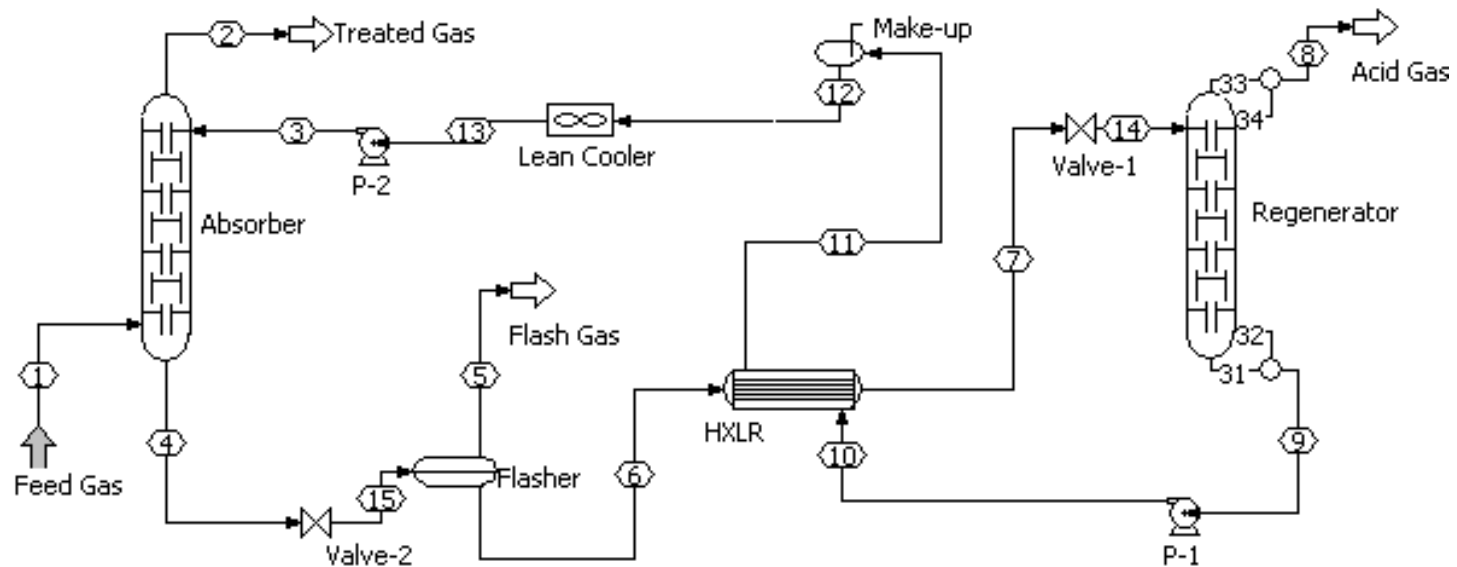 2
Treated Gas
Make-up
8
Acid Gas
33
12
34
3
13
Lean Cooler
14
P-2
Valve-1
Absorber
Regenerator
11
7
Flash Gas
1
5
32
31
HXLR
4
10
9
6
Feed Gas
15
Flasher
Valve-2
P-1